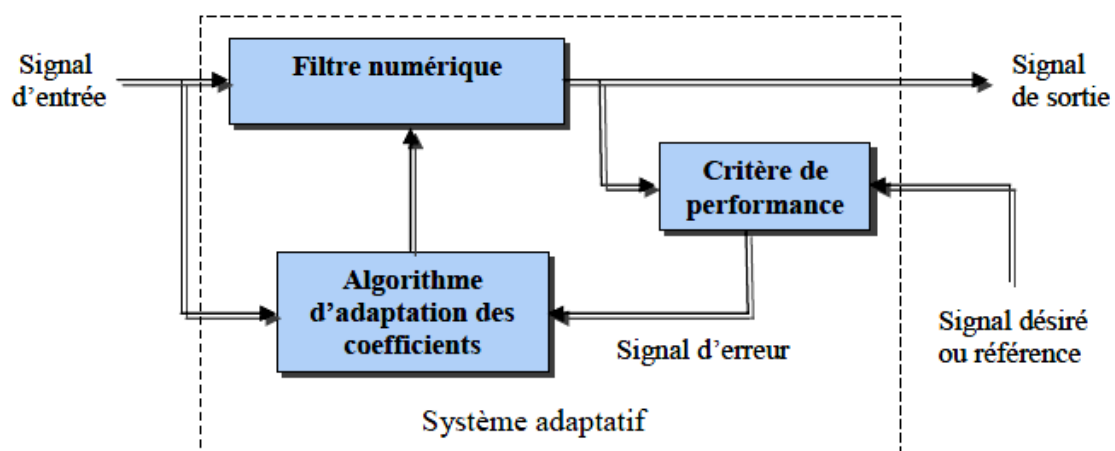 Signal
d'entrée
Filtre numérique
Signal
de sortie
Critère de
performance
Algorithme
d'adaptation des
coefficients
Signal d'erreur
Signal désiré
ou référence
Système adaptatif